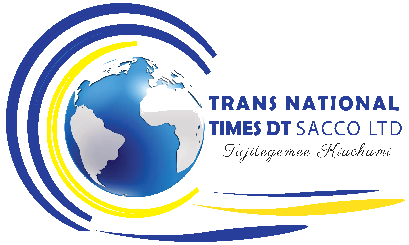 TRANS NATIONAL
TIMES DT SACCO LTD
Tujitegemee Kiuchumi